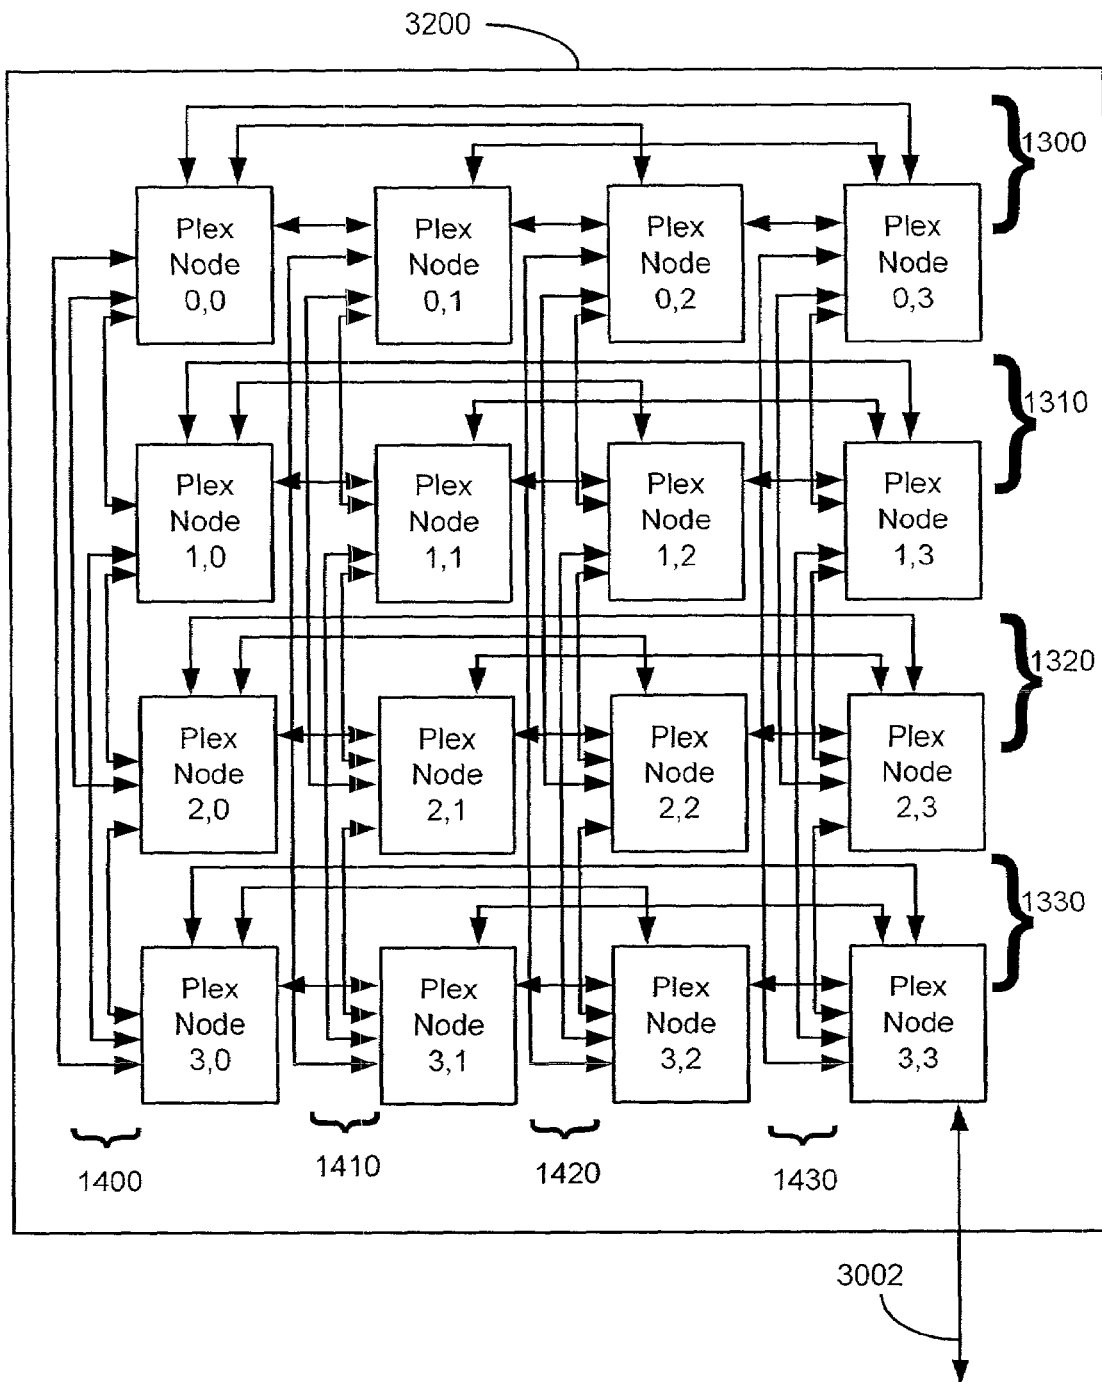 3200
1300
Plex
Node
0,0
Plex
Node
0,1
Plex
Node
0,2
Plex
Node
0,3
1310
Plex
Node
1,0
Plex
Node
1,1
Plex
Node
1,2
Plex
Node
1,3
1320
Plex
Node
2,0
Plex
Node
2,1
Plex
Node
2,2
Plex
Node
2,3
1330
Plex
Node
3,0
Plex
Node
3,1
Plex
Node
3,2
Plex
Node
3,3
1400
1410
1420
1430
3002